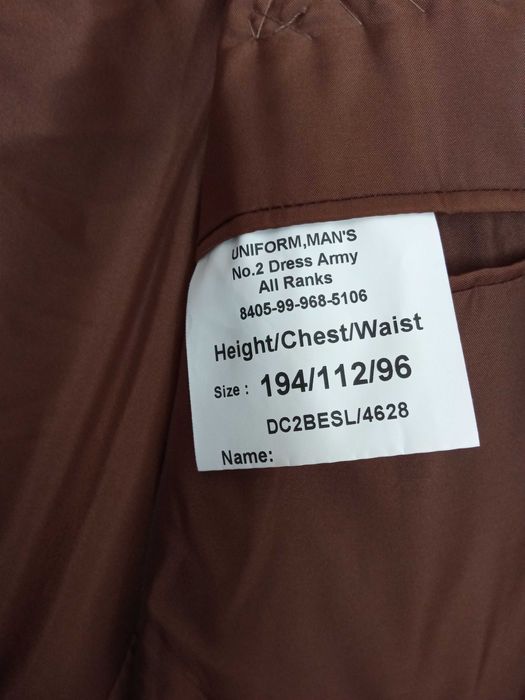 UNIFORM,MAN'S
No.2 Dress Army
All Ranks
8405-99-968-5106
Height/Chest/Waist
Size : 194/112/96
DC2BESL/4628
Name: